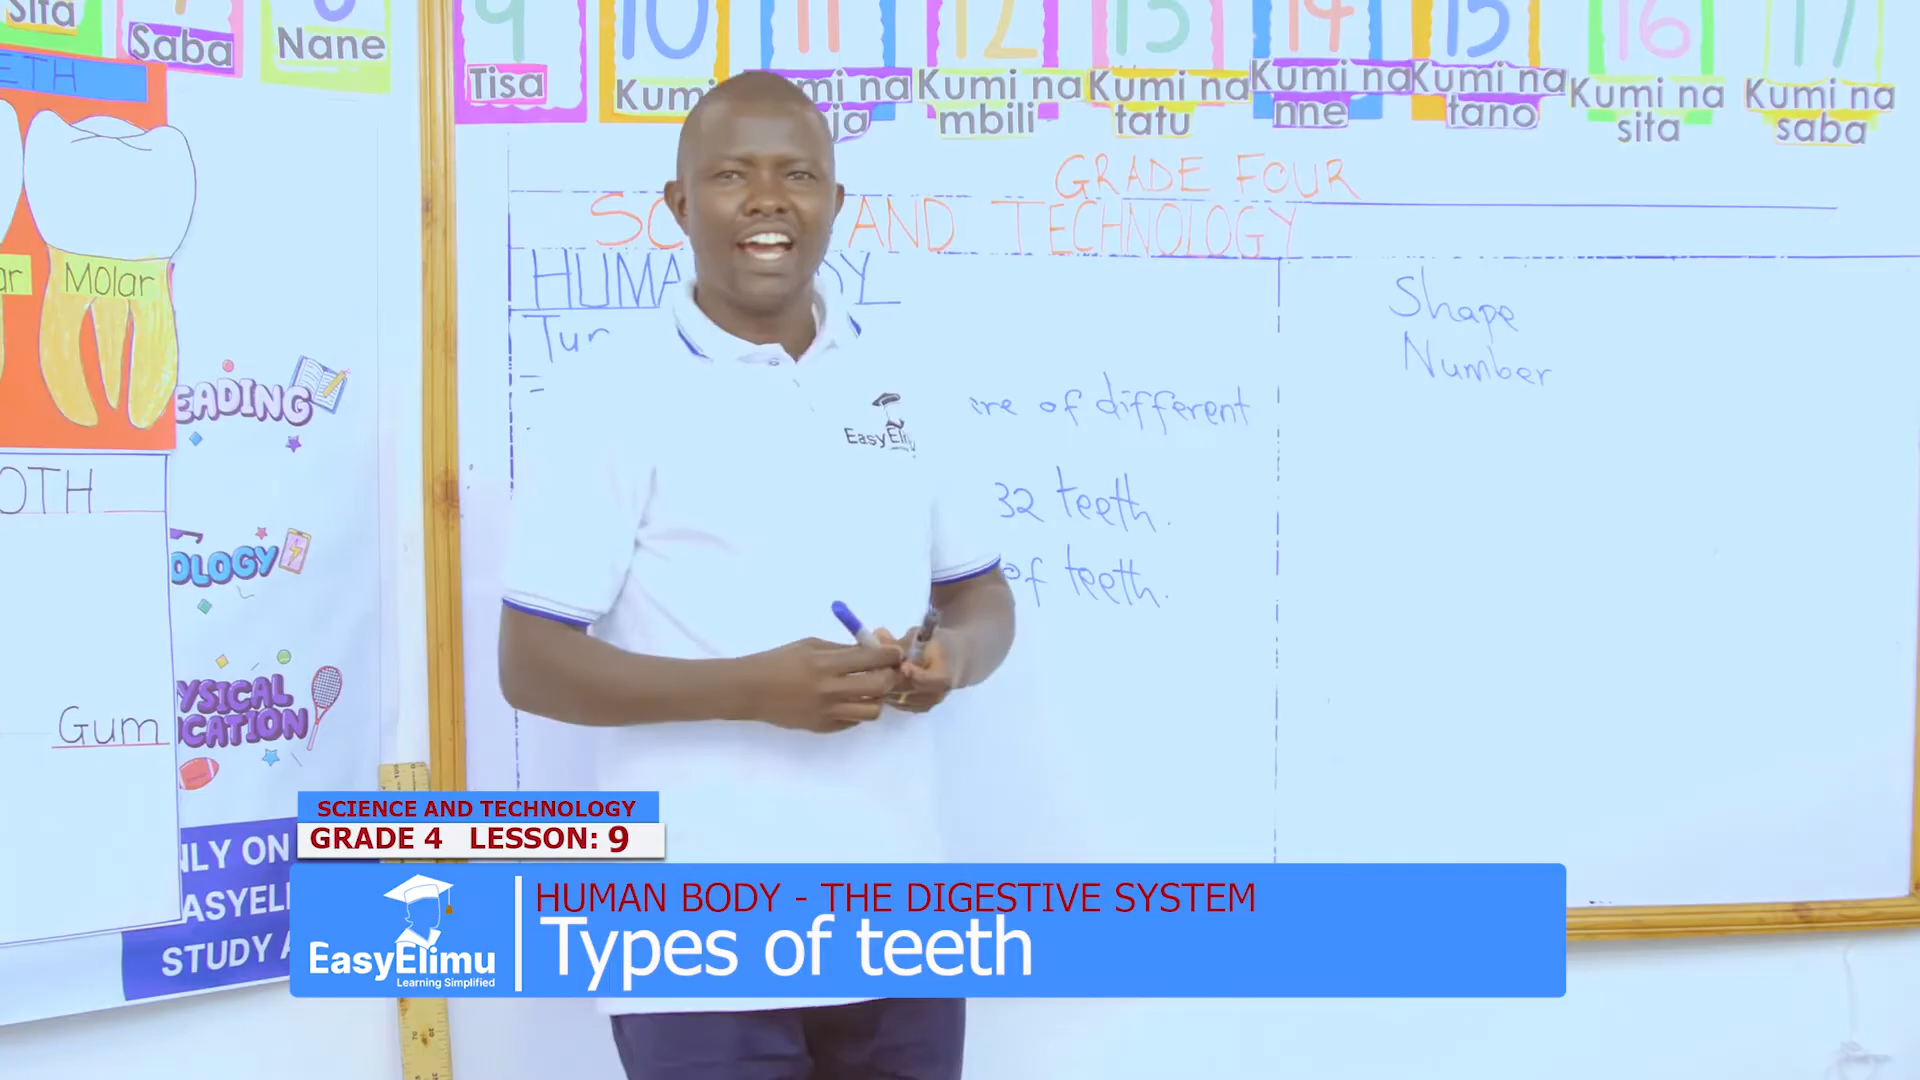 Sita
Saba
Nane
9
Tisa
10
Kumi
11
12
Kumi na
mbili
13
Kumi na
tatu
14
Kumi na
nne
15
Kumi na
tano
16
Kumi na
sita
17
Kumi na
saba
Molar
Gum
GRADE FOUR
AND TECHNOLOGY
Shape
Number
of different
32 teeth.
of teeth.
EasyElimu
SCIENCE AND TECHNOLOGY
GRADE 4 LESSON: 9
HUMAN BODY - THE DIGESTIVE SYSTEM
Types of teeth
EasyElimu
Learning Simplified
STUDY